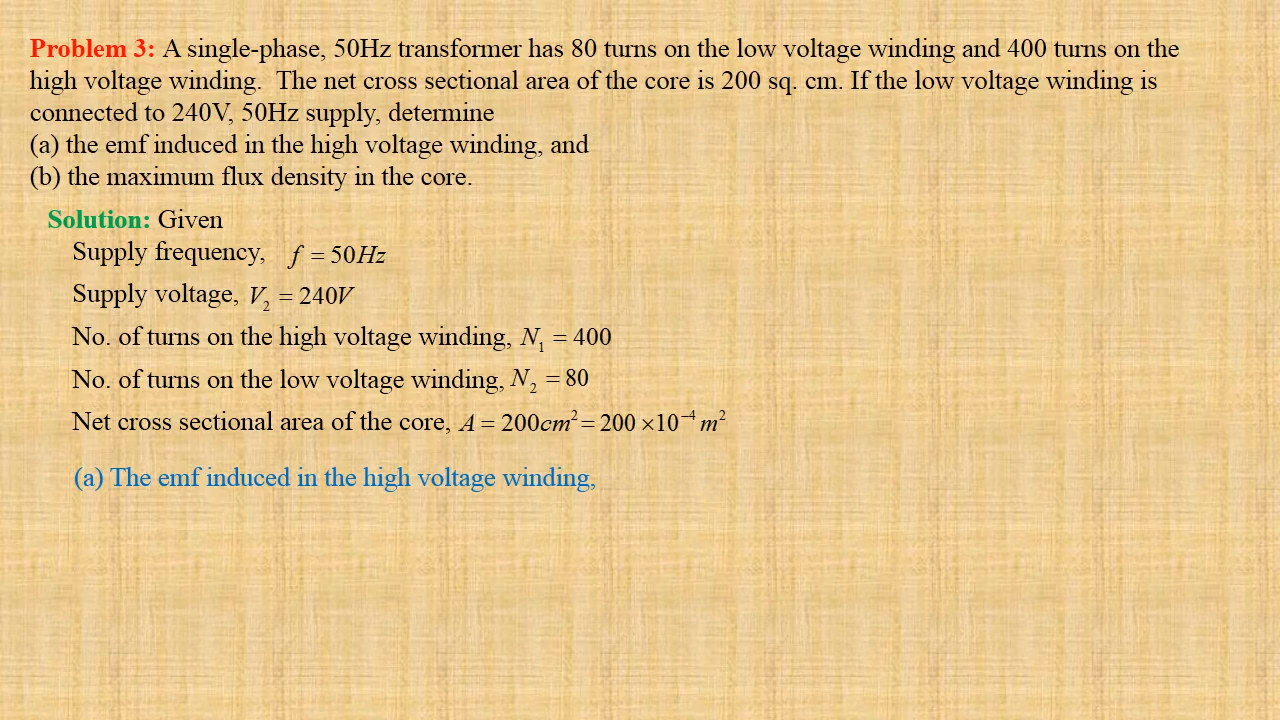 Problem 3: A single-phase, 50Hz transformer has 80 turns on the low voltage winding and 400 turns on the
high voltage winding.  The net cross sectional area of the core is 200 sq. cm. If the low voltage winding is
connected to 240V, 50Hz supply, determine
(a) the emf induced in the high voltage winding, and
(b) the maximum flux density in the core.
Solution: Given
Supply frequency, f = 50Hz
Supply voltage, V₂ = 240V
No. of turns on the high voltage winding, N₁ = 400
No. of turns on the low voltage winding, N₂ = 80
Net cross sectional area of the core, A = 200cm² = 200 ×10⁻⁴ m²
(a) The emf induced in the high voltage winding,